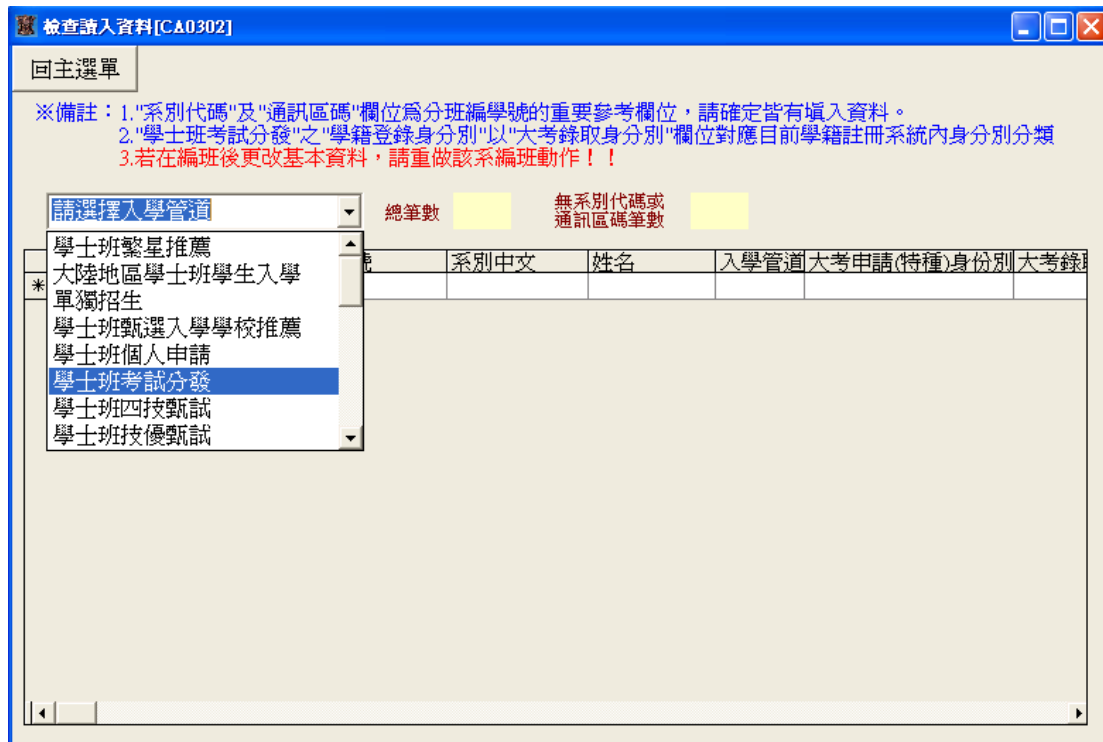 檢查讀入資料[CA0302]
回主選單
※備註：1."系別代碼"及"通訊區碼"欄位為分班編學號的重要參考欄位，請確定皆有填入資料。
2."學士班考試分發"之"學籍登錄身分別"以"大考錄取身分別"欄位對應目前學籍註冊系統內身分別分類
3.若在編班後更改基本資料，請重做該系編班動作！！
請選擇入學管道
總筆數
無系別代碼或
通訊區碼筆數
系別中文 姓名 入學管道 大考申請(特種)身份別 大考錄
*
學士班繁星推薦
大陸地區學士班學生入學
單獨招生
學士班甄選入學學校推薦
學士班個人申請
學士班考試分發
學士班四技甄試
學士班技優甄試